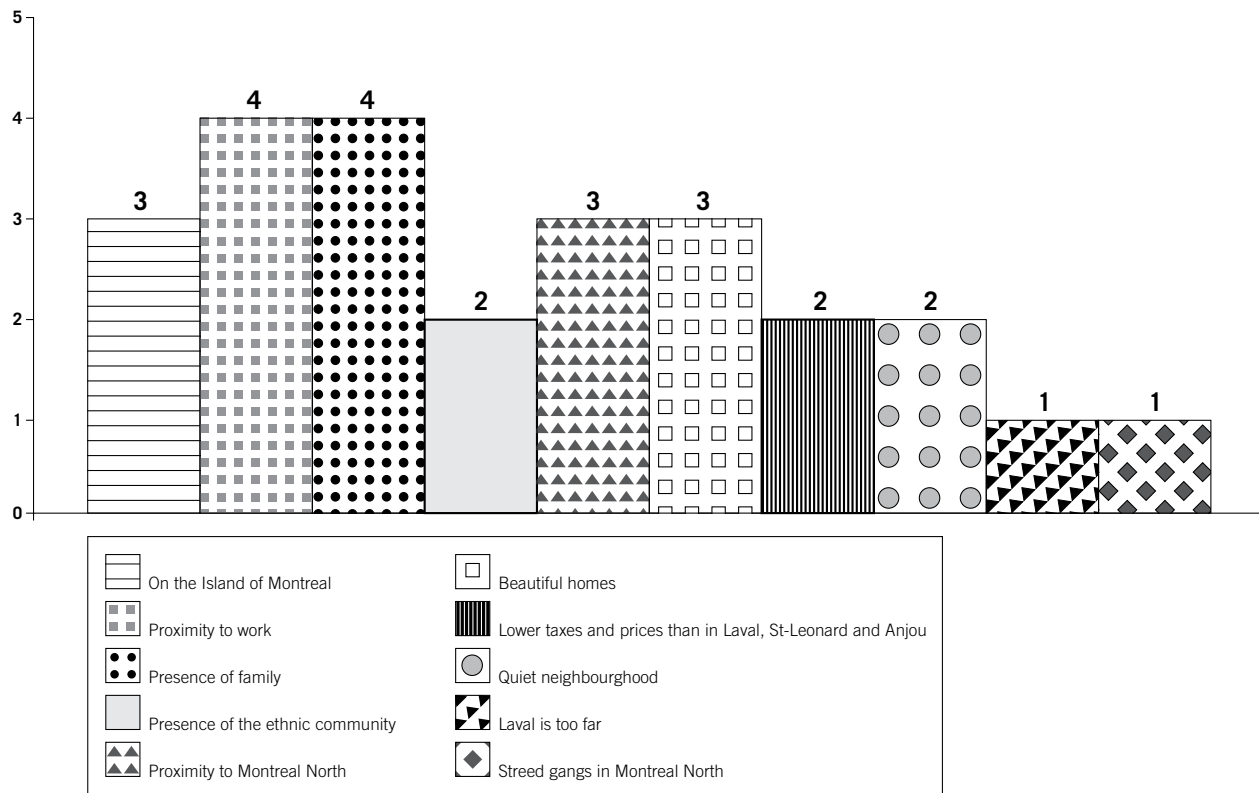 5
4
3
2
1
0
3
4
4
2
3
3
2
2
1
1
On the Island of Montreal
Proximity to work
Presence of family
Presence of the ethnic community
Proximity to Montreal North
Beautiful homes
Lower taxes and prices than in Laval, St-Leonard and Anjou
Quiet neighbourghood
Laval is too far
Streed gangs in Montreal North